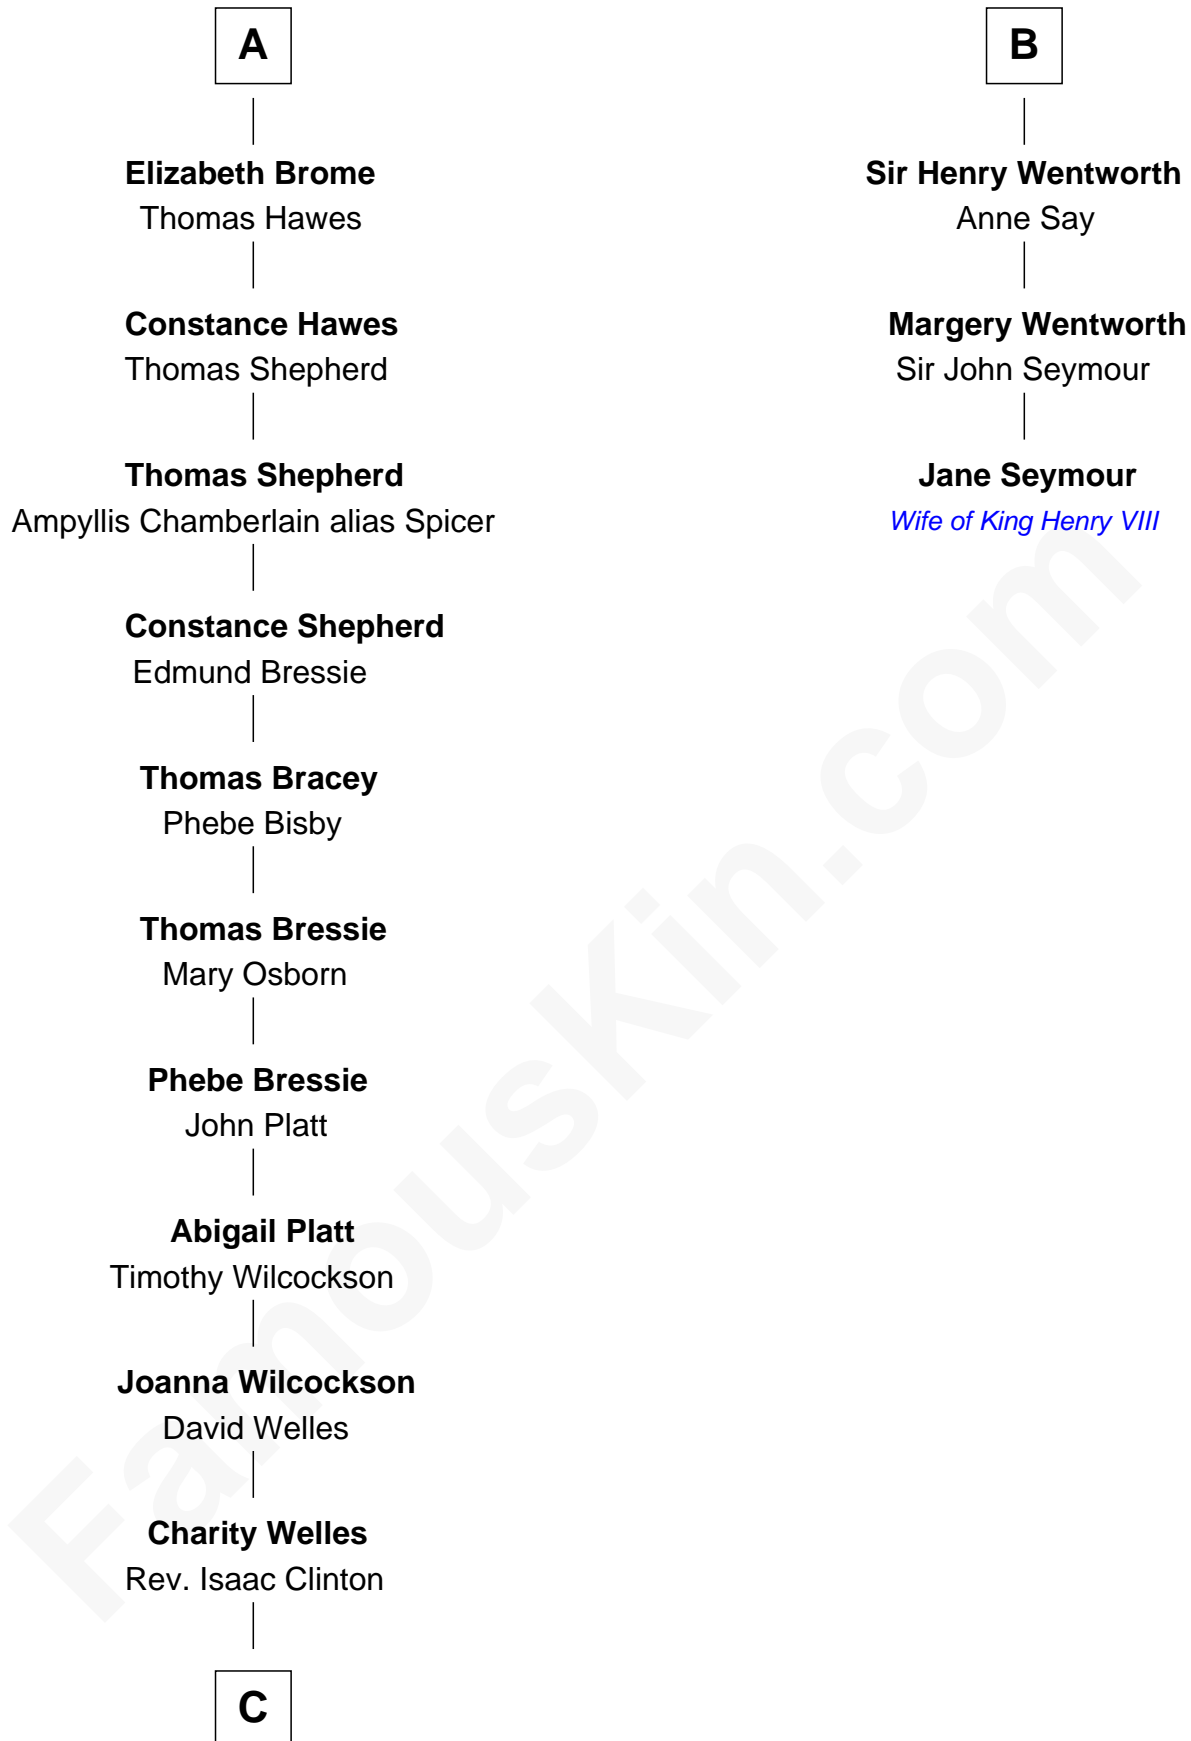 A
Elizabeth Brome
Thomas Hawes
Constance Hawes
Thomas Shepherd
Thomas Shepherd
Ampyllis Chamberlain alias Spicer
Constance Shepherd
Edmund Bressie
Thomas Bracey
Phebe Bisby
Thomas Bressie
Mary Osborn
Phebe Bressie
John Platt
Abigail Platt
Timothy Wilcockson
Joanna Wilcockson
David Welles
Charity Welles
Rev. Isaac Clinton
C
B
Sir Henry Wentworth
Anne Say
Margery Wentworth
Sir John Seymour
Jane Seymour
Wife of King Henry VIII
FamousKin.com